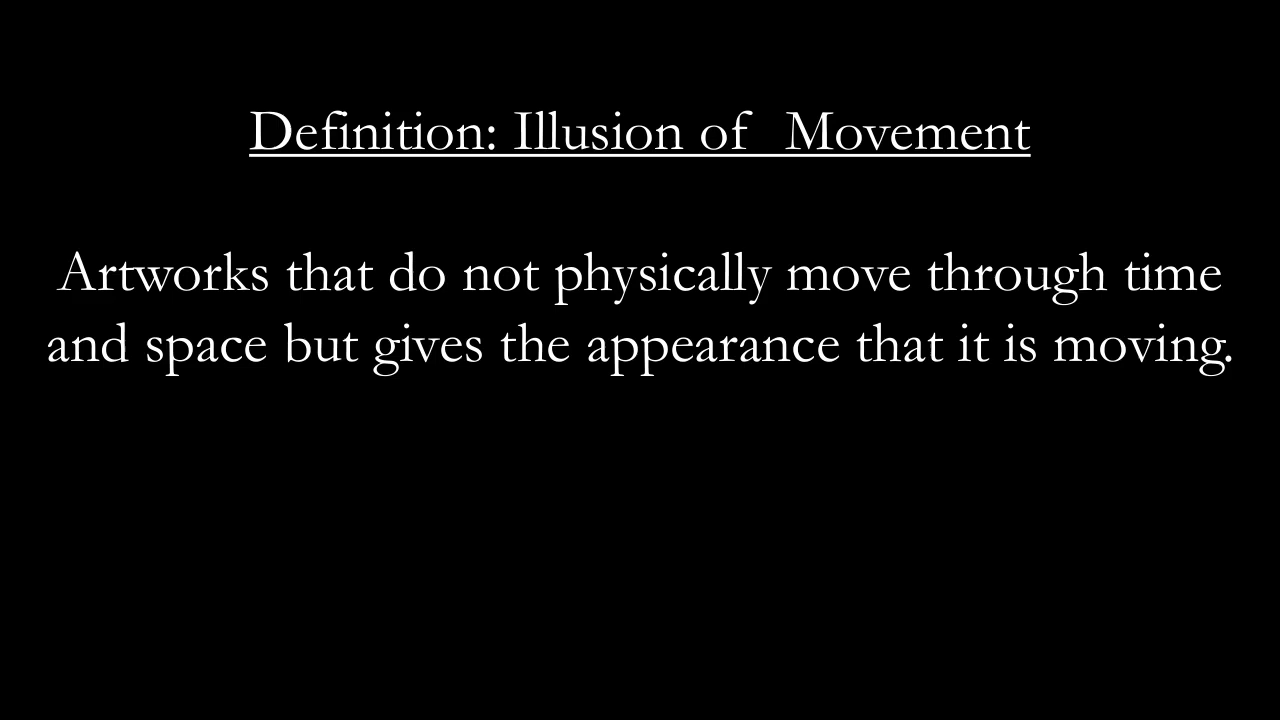 Definition: Illusion of  Movement
Artworks that do not physically move through time
and space but gives the appearance that it is moving.